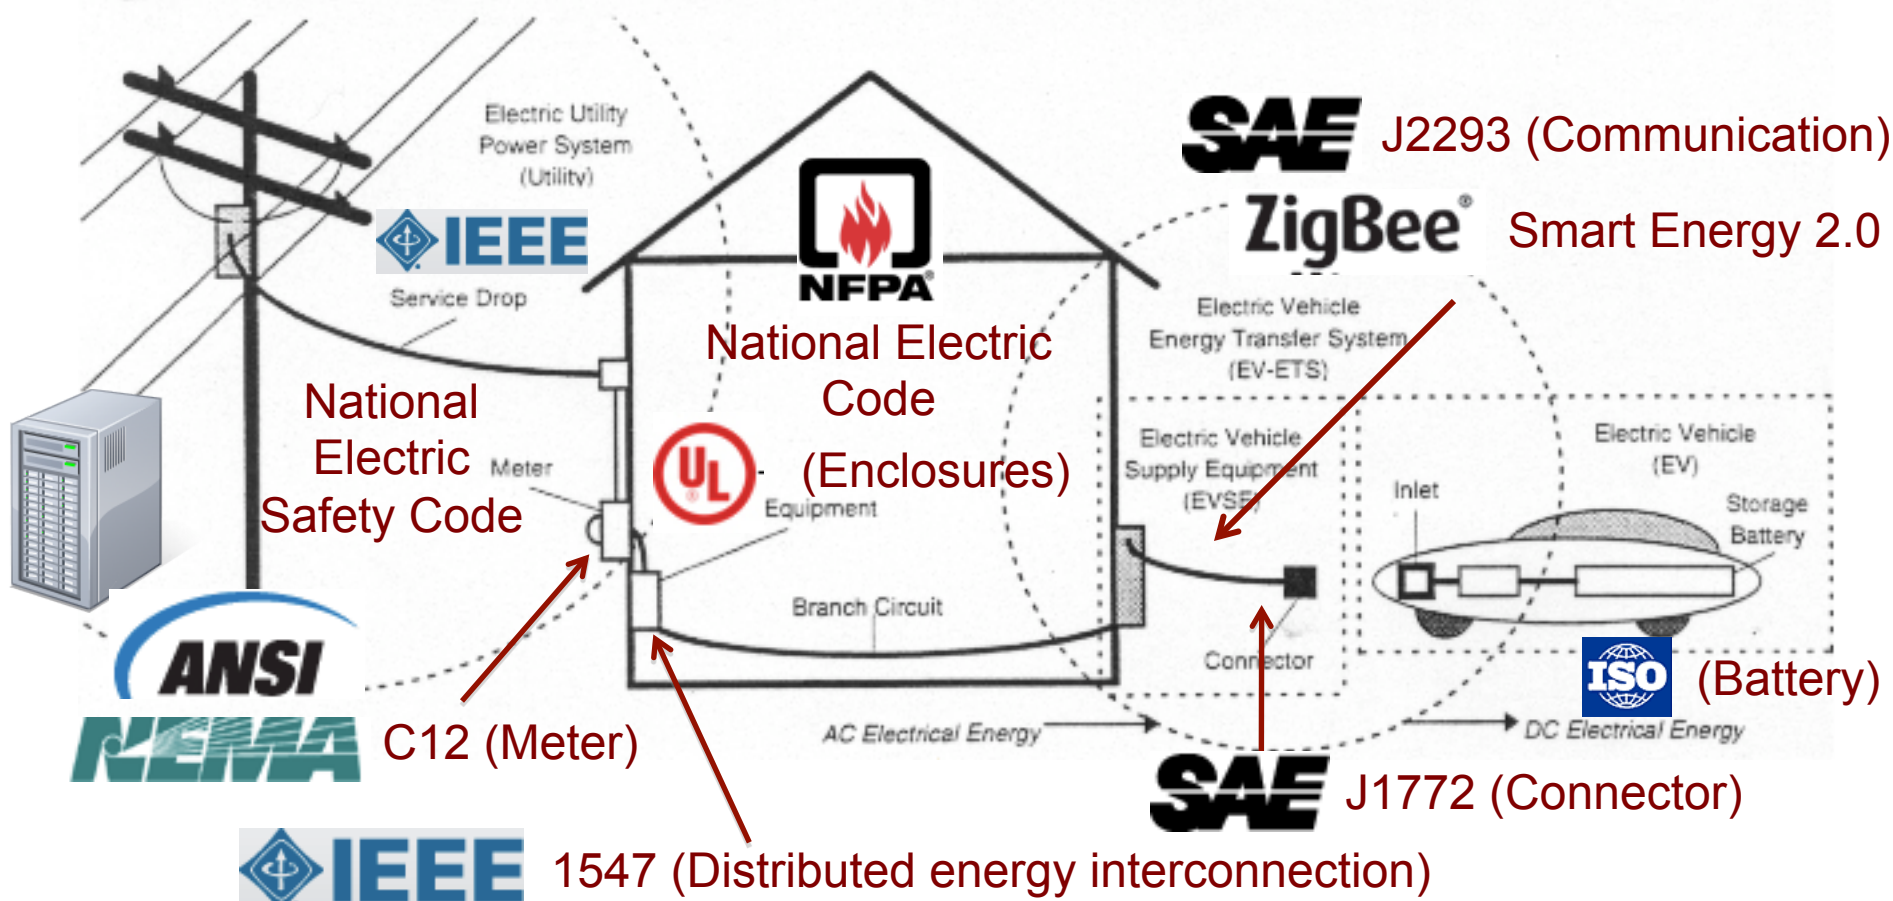 Electric Utility
Power System
(Utility)
IEEE
Service Drop
National
Electric
Safety Code
Meter
ANSI
NEMA
C12 (Meter)
IEEE
1547 (Distributed energy interconnection)
NFPA®
National Electric
Code
UL®
(Enclosures)
Equipment
Branch Circuit
AC Electrical Energy
SAE
J2293 (Communication)
ZigBee®
Smart Energy 2.0
Electric Vehicle
Energy Transfer System
(EV-ETS)
Electric Vehicle
Supply Equipment
(EVSE)
Connector
SAE
J1772 (Connector)
Electric Vehicle
(EV)
Inlet
Storage
Battery
ISO
(Battery)
DC Electrical Energy